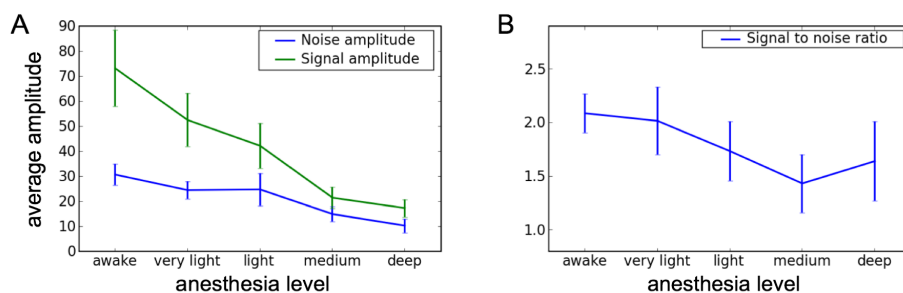 A
90
80
70
60
50
40
30
20
10
0
average amplitude
Noise amplitude
Signal amplitude
awake very light light medium deep
anesthesia level
B
Signal to noise ratio
2.5
2.0
1.5
1.0
awake very light light medium deep
anesthesia level